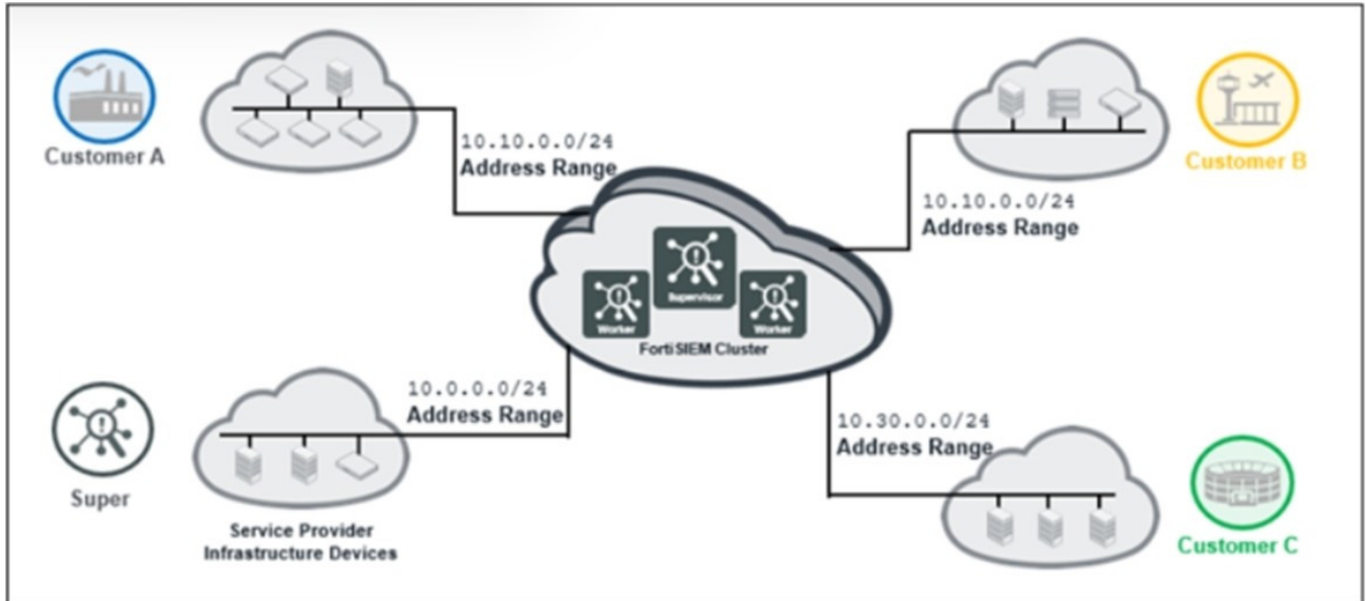 Customer A
10.10.0.0/24
Address Range
Customer B
10.10.0.0/24
Address Range
Supervisor
Worker
Worker
FortiSIEM Cluster
Super
10.0.0.0/24
Address Range
Service Provider
Infrastructure Devices
10.30.0.0/24
Address Range
Customer C